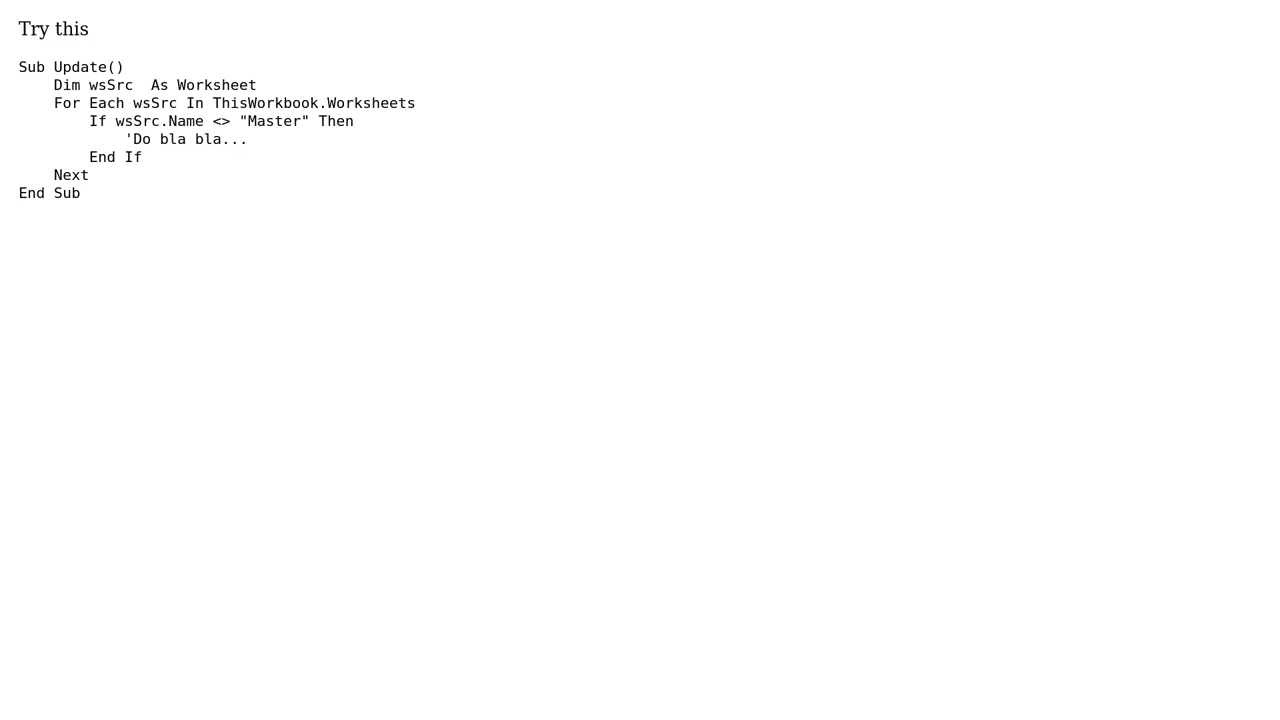 Try this
Sub Update()
    Dim wsSrc  As Worksheet
    For Each wsSrc In ThisWorkbook.Worksheets
        If wsSrc.Name <> "Master" Then
            'Do bla bla...
        End If
    Next
End Sub